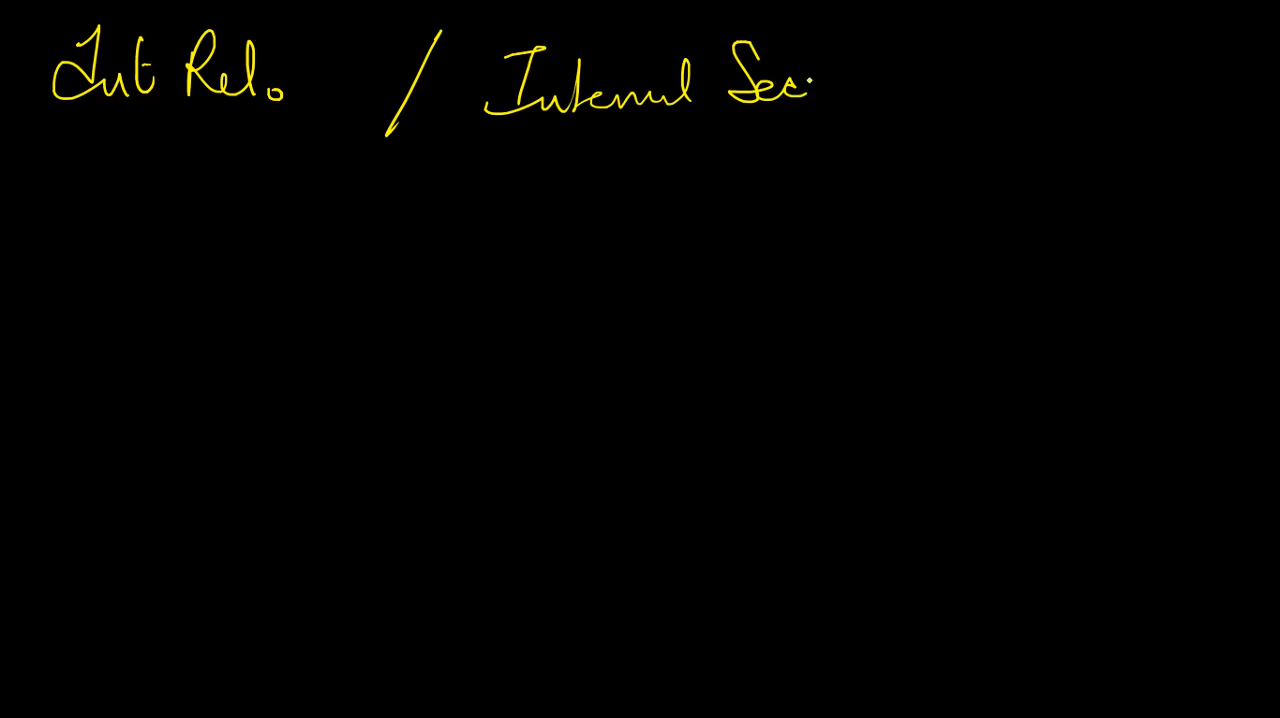 Int Rel. / Internal Sec.